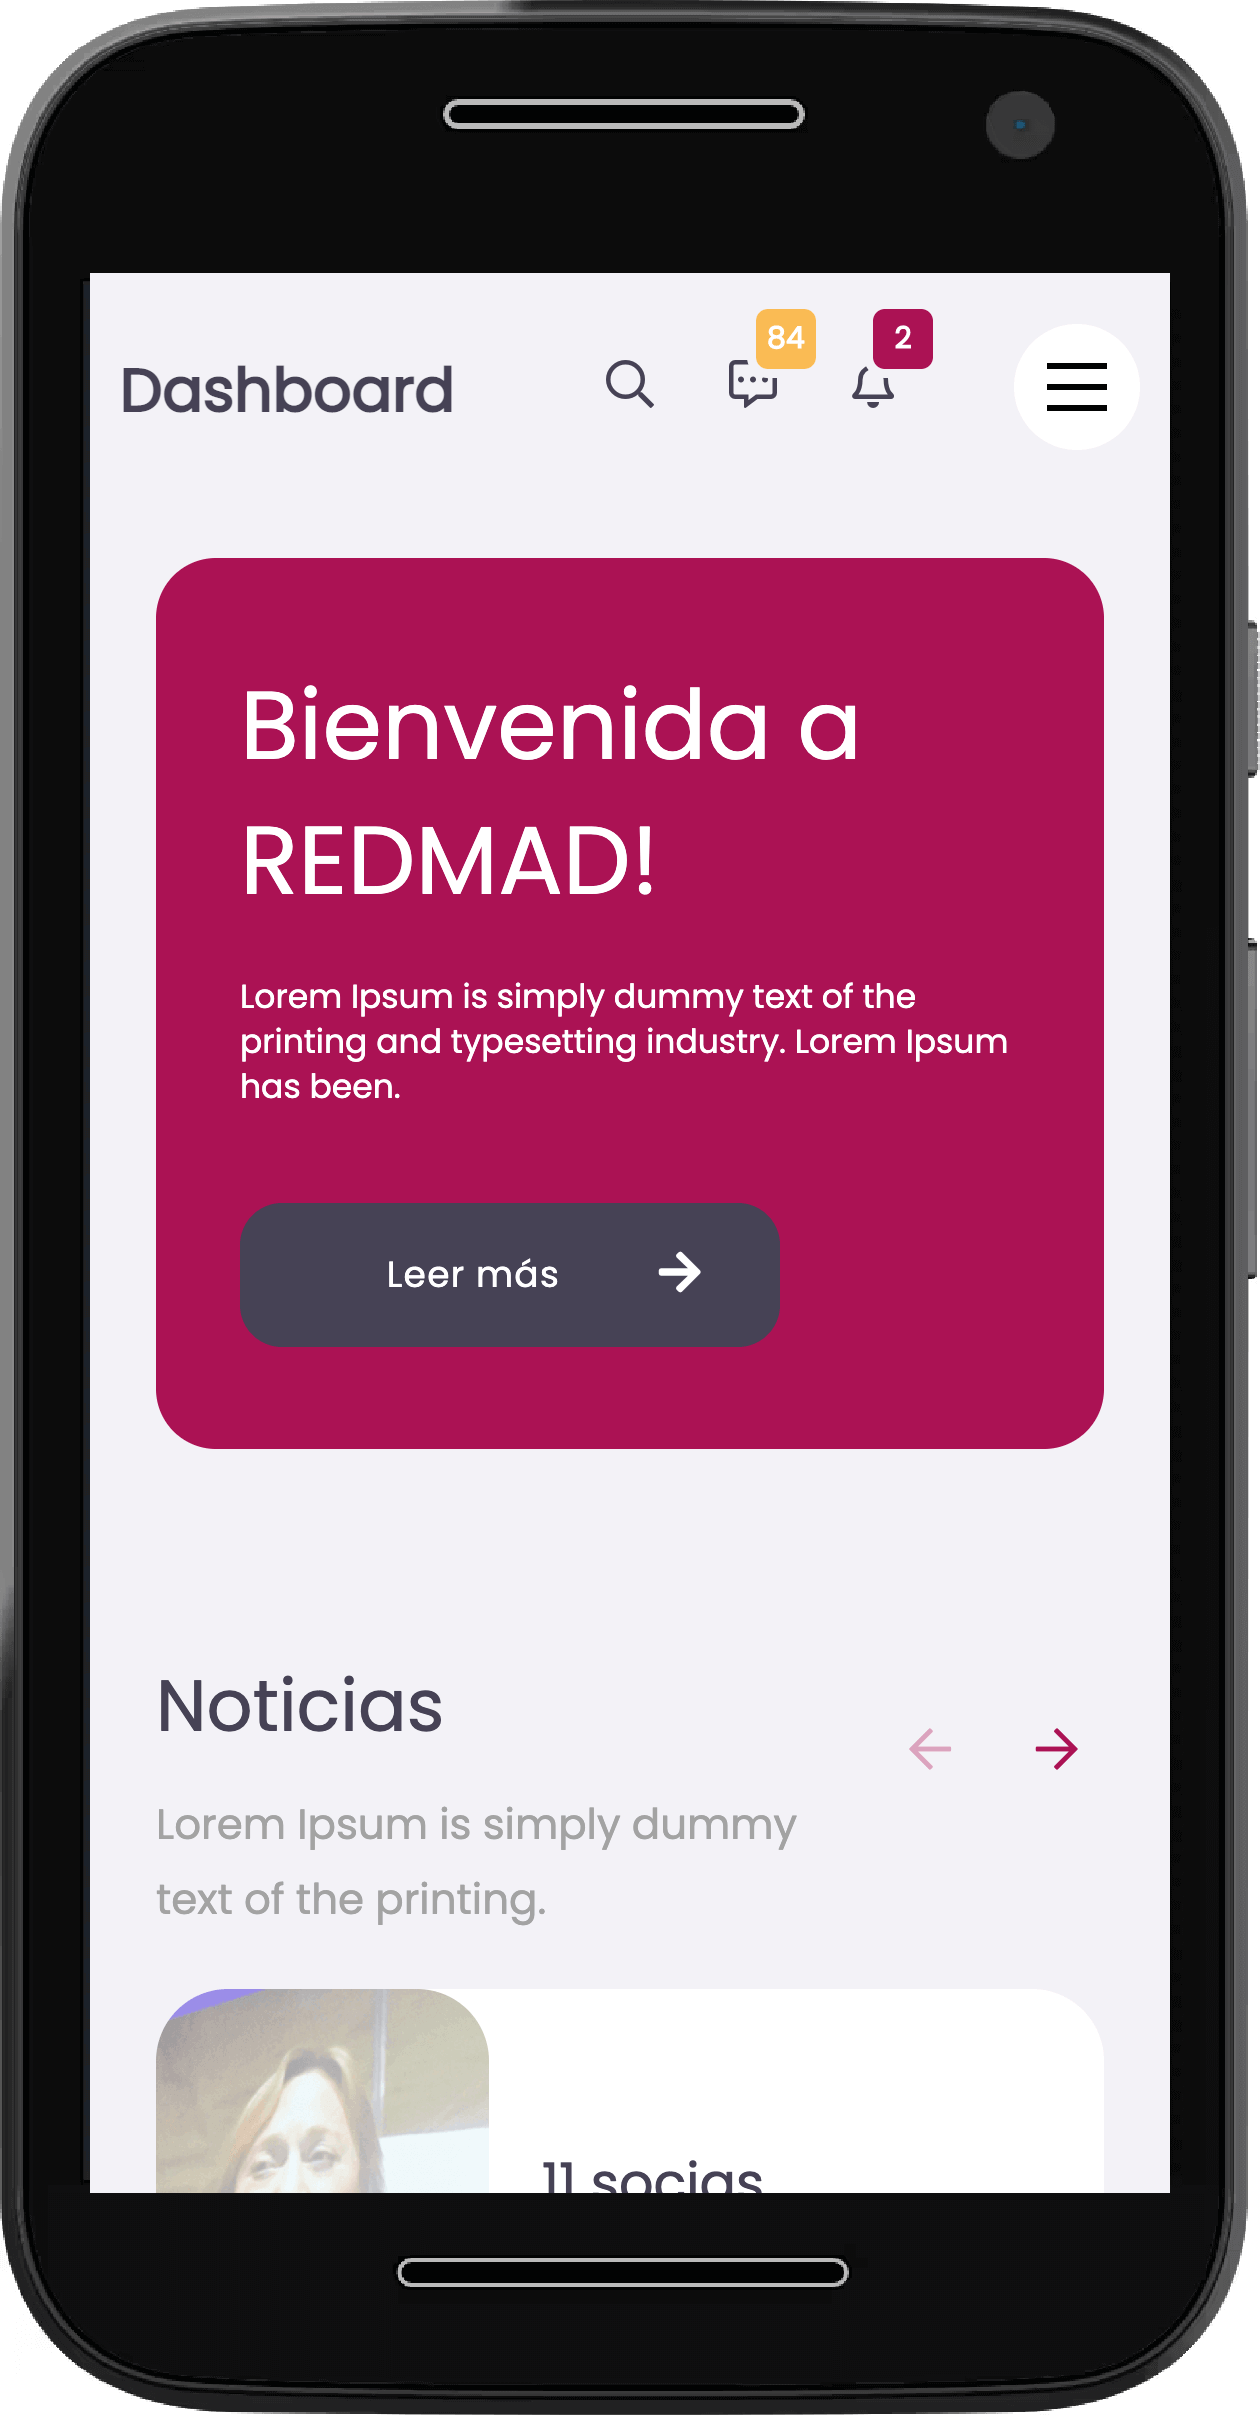 84
2
Dashboard
Bienvenida a
REDMAD!
Lorem Ipsum is simply dummy text of the
printing and typesetting industry. Lorem Ipsum
has been.
Leer más
Noticias
Lorem Ipsum is simply dummy
text of the printing.
11 socias